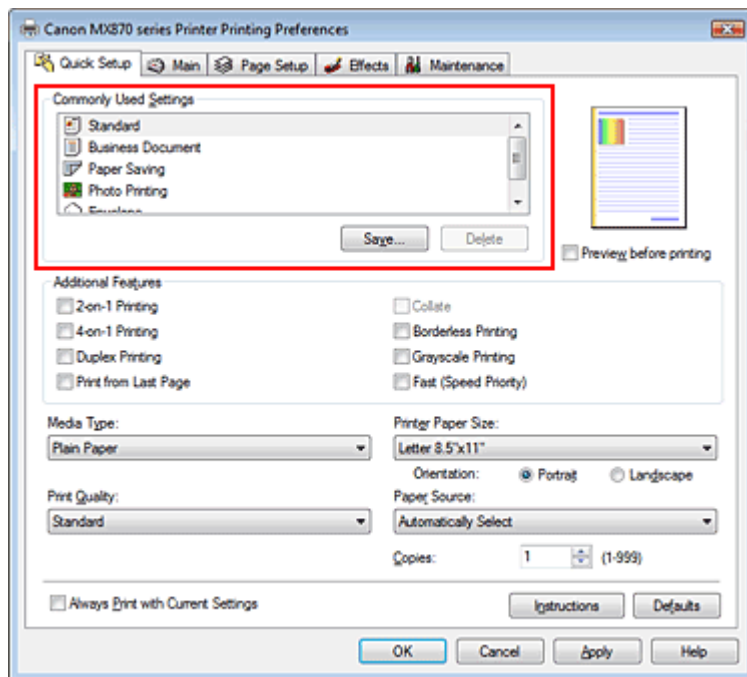 Canon MX870 series Printer Printing Preferences
Quick Setup Main Page Setup Effects Maintenance
Commonly Used Settings
Standard
Business Document
Paper Saving
Photo Printing
Envelope
Save... Delete
Preview before printing
Additional Features
2-on-1 Printing Collate
4-on-1 Printing Borderless Printing
Duplex Printing Grayscale Printing
Print from Last Page Fast (Speed Priority)
Media Type: Printer Paper Size:
Plain Paper Letter 8.5"x11"
Orientation: Portrait Landscape
Print Quality: Paper Source:
Standard Automatically Select
Copies: 1 (1-999)
Always Print with Current Settings Instructions Defaults
OK Cancel Apply Help